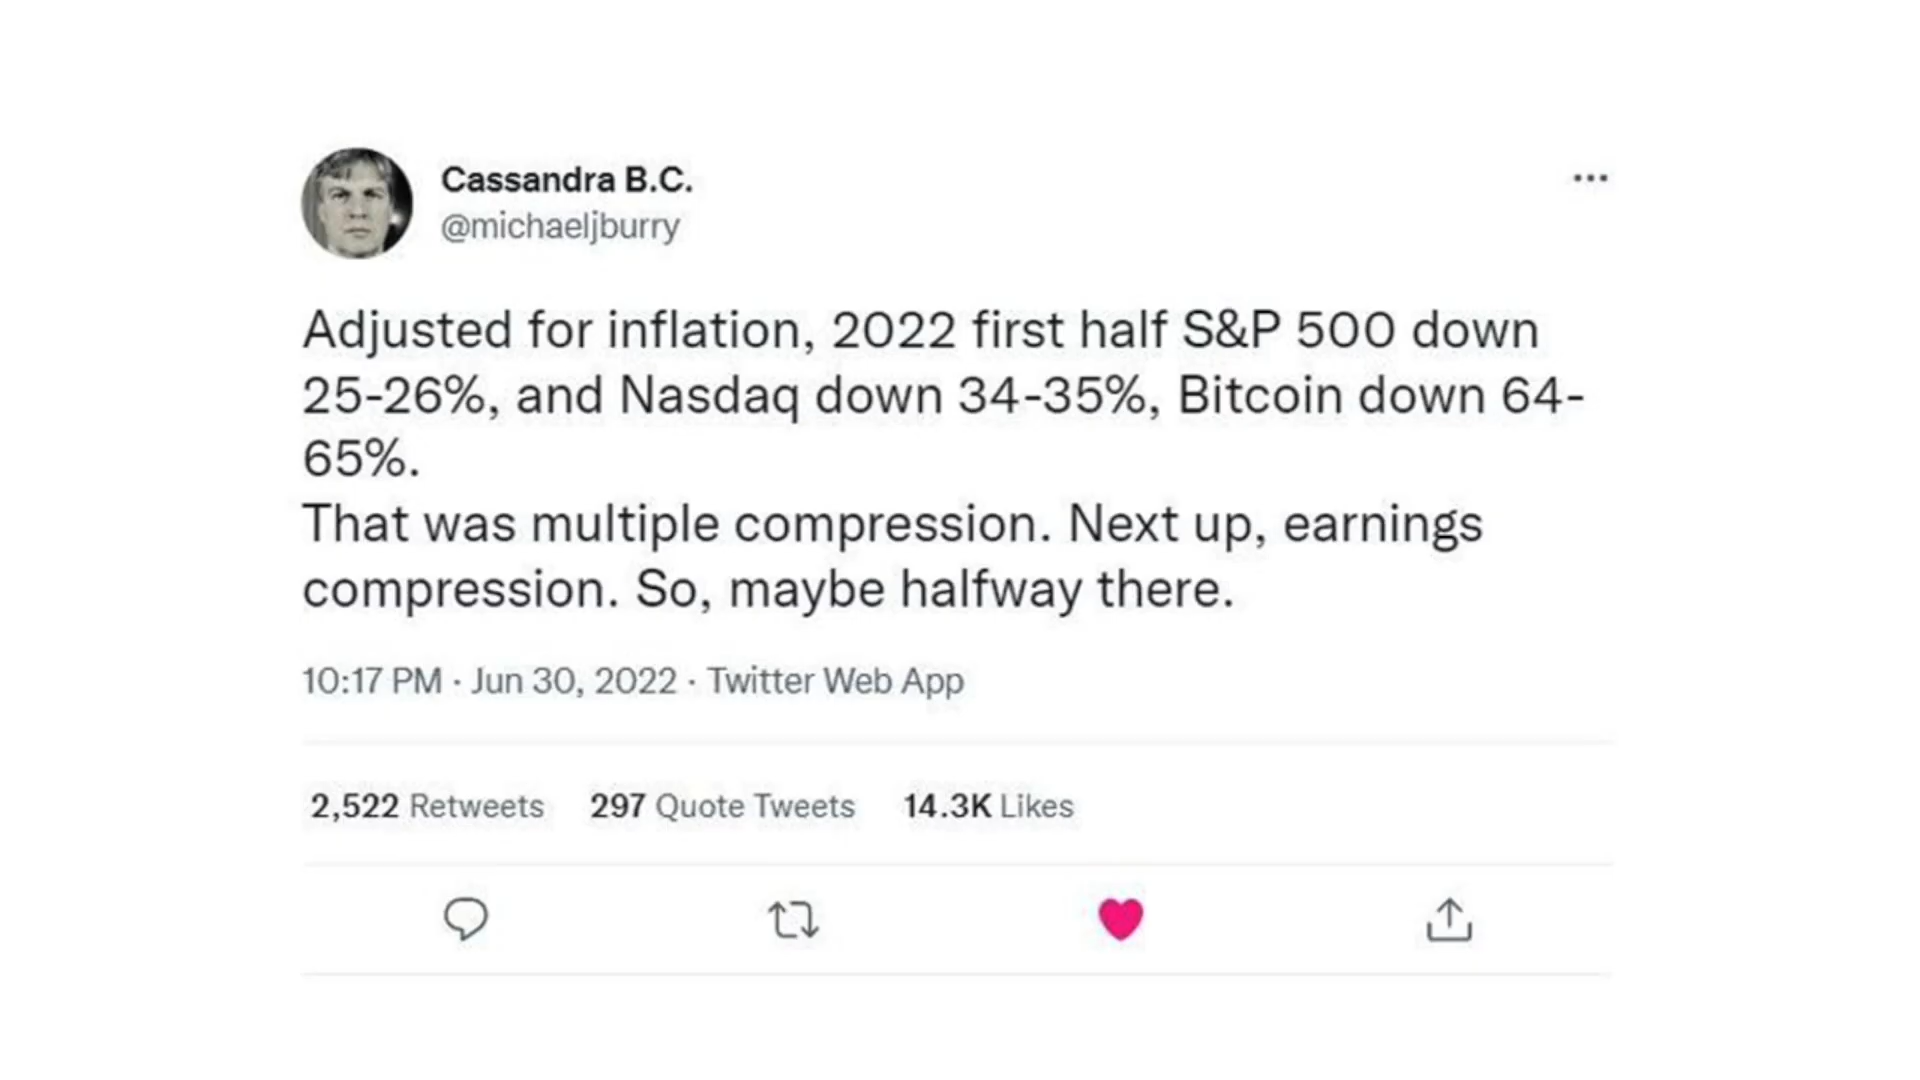 Cassandra B.C.
@michaeljburry
Adjusted for inflation, 2022 first half S&P 500 down
25-26%, and Nasdaq down 34-35%, Bitcoin down 64-
65%.
That was multiple compression. Next up, earnings
compression. So, maybe halfway there.
10:17 PM · Jun 30, 2022 · Twitter Web App
2,522 Retweets 297 Quote Tweets 14.3K Likes